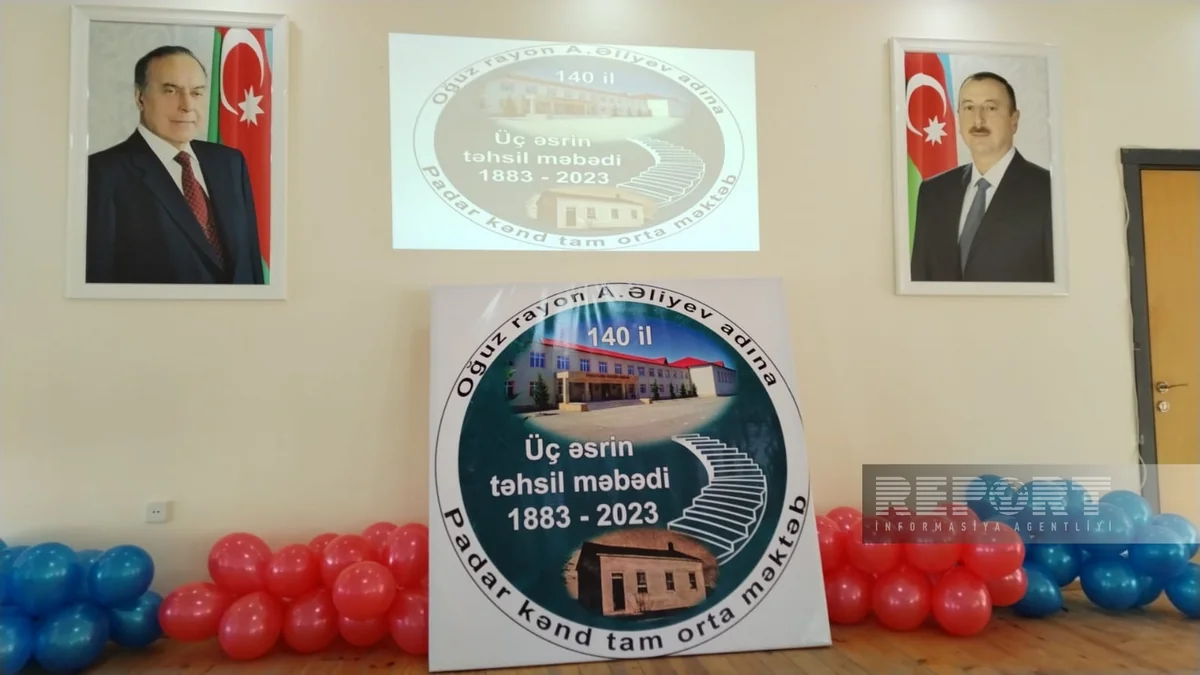 Oğuz rayon A.Əliyev adına
140 il
Üç əsrin
təhsil məbədi
1883 - 2023
Padar kənd tam orta məktəb
Oğuz rayon A.Əliyev adına
140 il
Üç əsrin
təhsil məbədi
1883 - 2023
Padar kənd tam orta məktəb
REPORT
İNFORMASİYA AGENTLİYİ